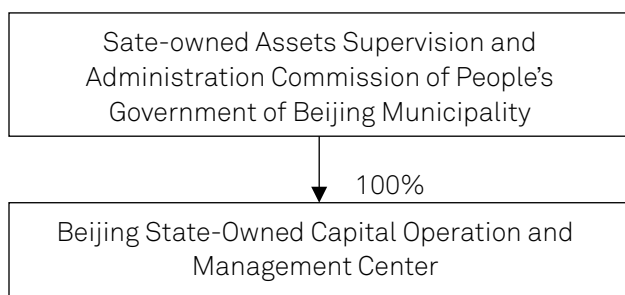 Sate-owned Assets Supervision and
Administration Commission of People’s
Government of Beijing Municipality
100%
Beijing State-Owned Capital Operation and
Management Center